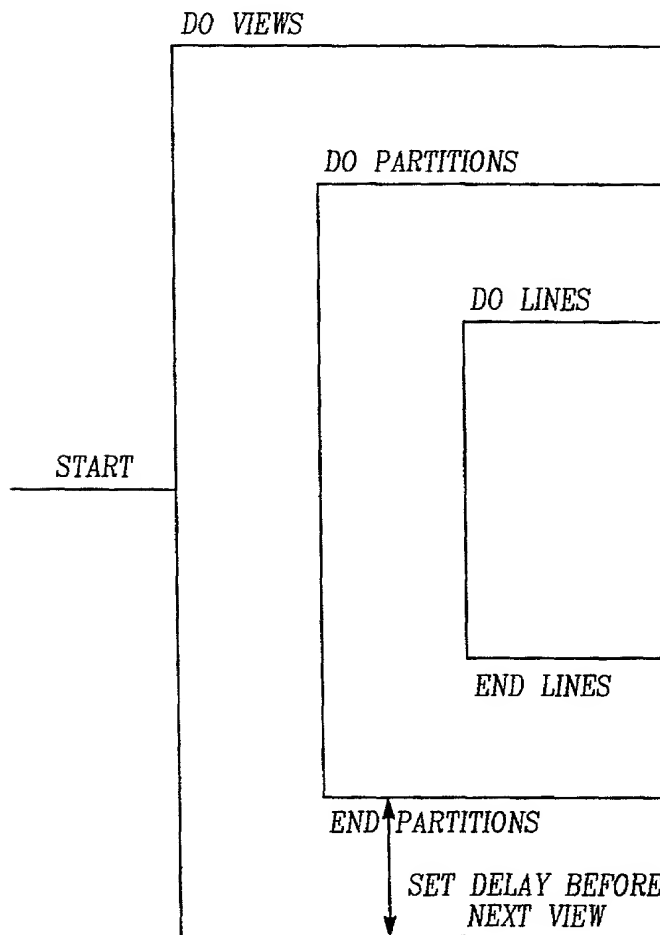 DO VIEWS
DO PARTITIONS
DO LINES
START
END LINES
END PARTITIONS
SET DELAY BEFORE
NEXT VIEW